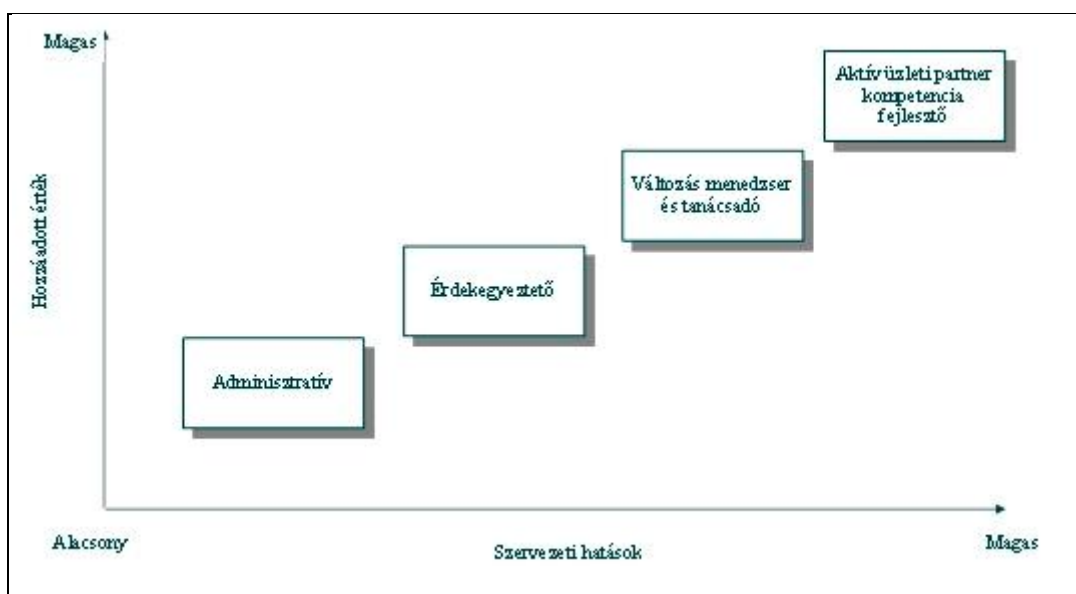 Magas
Aktív üzleti partner
kompetencia
fejlesztő
Változás menedzser
és tanácsadó
Hozzáadott érték
Érdekegyeztető
Adminisztratív
Alacsony
Szervezeti hatások
Magas